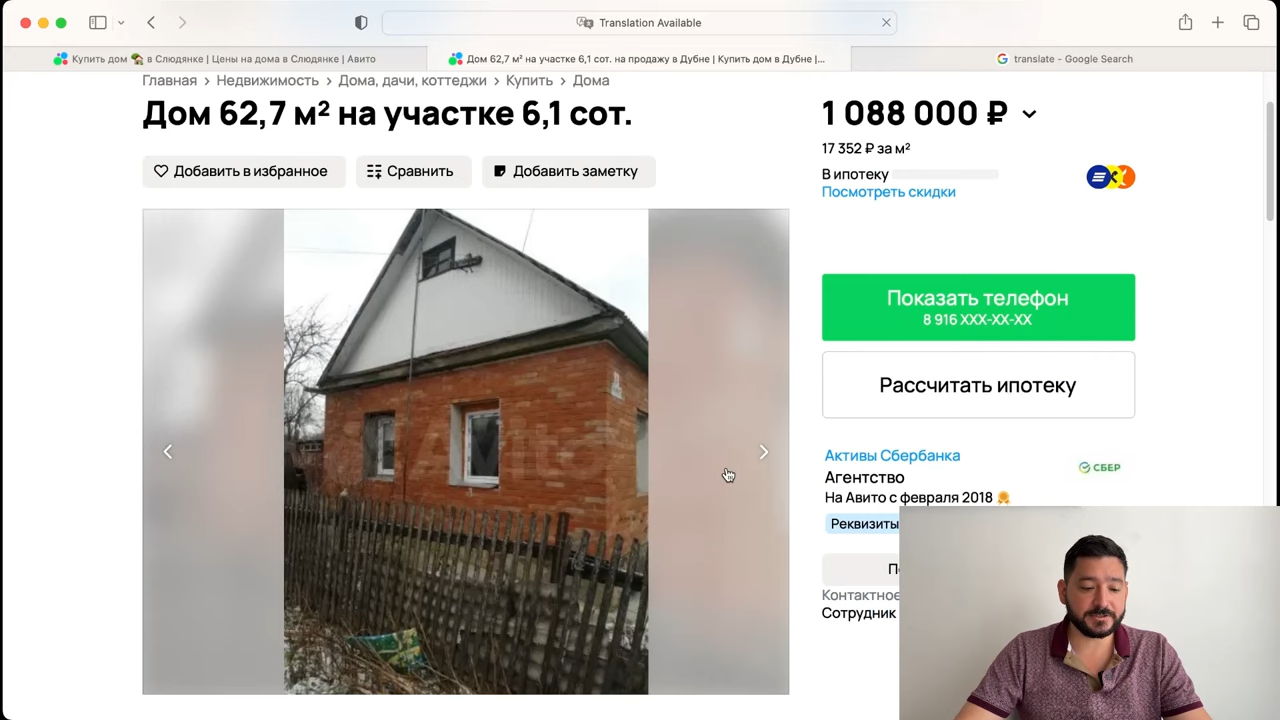 Translation Available
Купить дом 🏡 в Слюдянке | Цены на дома в Слюдянке | Авито
Дом 62,7 м² на участке 6,1 сот. на продажу в Дубне | Купить дом в Дубне |...
translate - Google Search
Главная > Недвижимость > Дома, дачи, коттеджи > Купить > Дома
Дом 62,7 м² на участке 6,1 сот.
Добавить в избранное
Сравнить
Добавить заметку
1 088 000 ₽
17 352 ₽ за м²
В ипотеку
Посмотреть скидки
Показать телефон
8 916 XXX-XX-XX
Рассчитать ипотеку
Avito
Активы Сбербанка
СБЕР
Агентство
На Авито с февраля 2018
Реквизиты
Контактное
Сотрудник